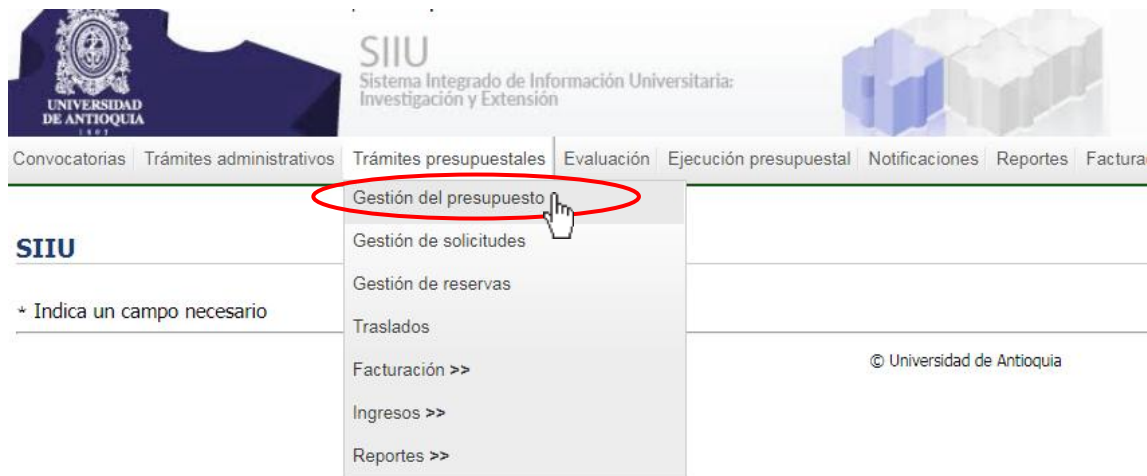 UNIVERSIDAD
DE ANTIOQUIA
1803
SIIU
Sistema Integrado de Información Universitaria:
Investigación y Extensión
Convocatorias Trámites administrativos Trámites presupuestales Evaluación Ejecución presupuestal Notificaciones Reportes Factura
Gestión del presupuesto
Gestión de solicitudes
Gestión de reservas
Traslados
Facturación >>
Ingresos >>
Reportes >>
SIIU
* Indica un campo necesario
© Universidad de Antioquia